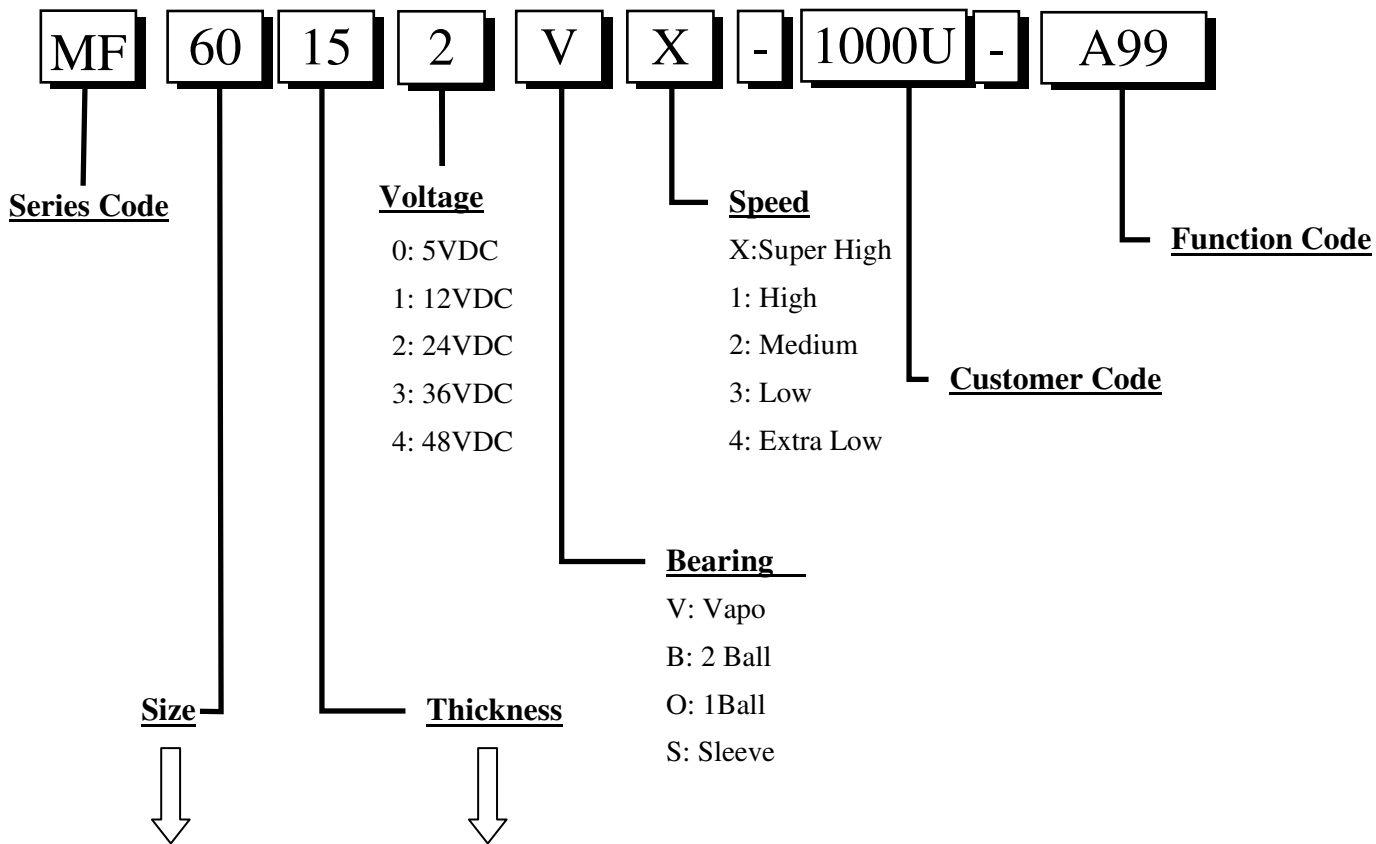 MF 60 15 2 V X - 1000U - A99
Series Code
Voltage
0: 5VDC
1: 12VDC
2: 24VDC
3: 36VDC
4: 48VDC
Speed
X:Super High
1: High
2: Medium
3: Low
4: Extra Low
Function Code
Customer Code
Bearing
V: Vapo
B: 2 Ball
O: 1Ball
S: Sleeve
Size
Thickness